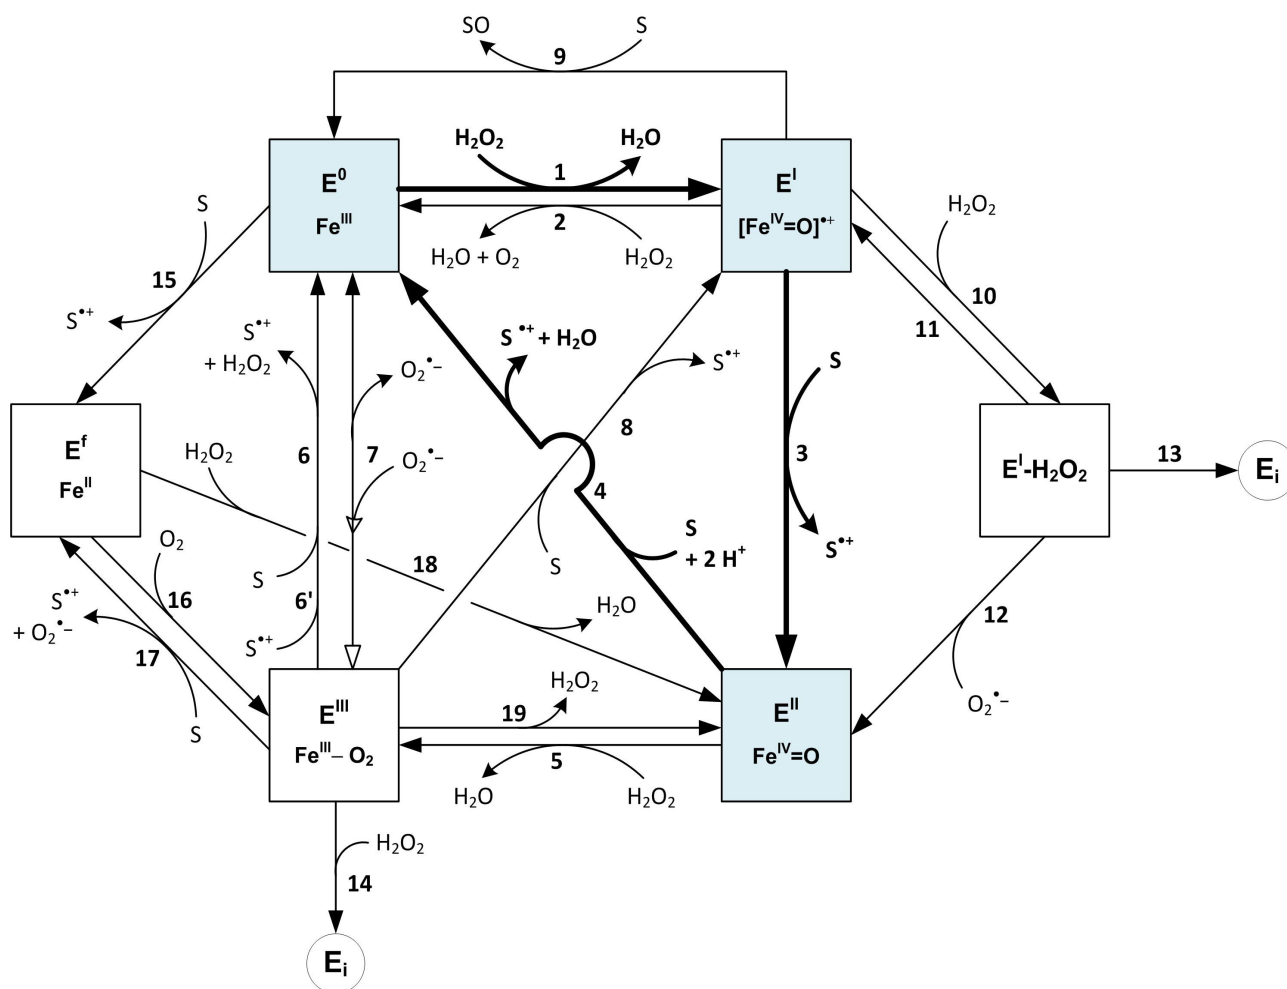 SO
S
9
H₂O₂
H₂O
1
E⁰
Feᴵᴵᴵ
Eᴵ
[Feᴵⱽ=O]•⁺
2
H₂O + O₂
H₂O₂
H₂O₂
10
11
S
15
S•⁺
S•⁺
+ H₂O₂
O₂•⁻
S •⁺ + H₂O
S•⁺
S
8
3
6
7
O₂•⁻
Eᶠ
Feᴵᴵ
H₂O₂
4
Eᴵ-H₂O₂
13
Eᵢ
S
+ 2 H⁺
S•⁺
O₂
18
S
S
16
6'
H₂O
12
S•⁺
+ O₂•⁻
17
S•⁺
S
Eᴵᴵᴵ
Feᴵᴵᴵ– O₂
H₂O₂
19
Eᴵᴵ
Feᴵⱽ=O
O₂•⁻
5
H₂O
H₂O₂
H₂O₂
14
Eᵢ